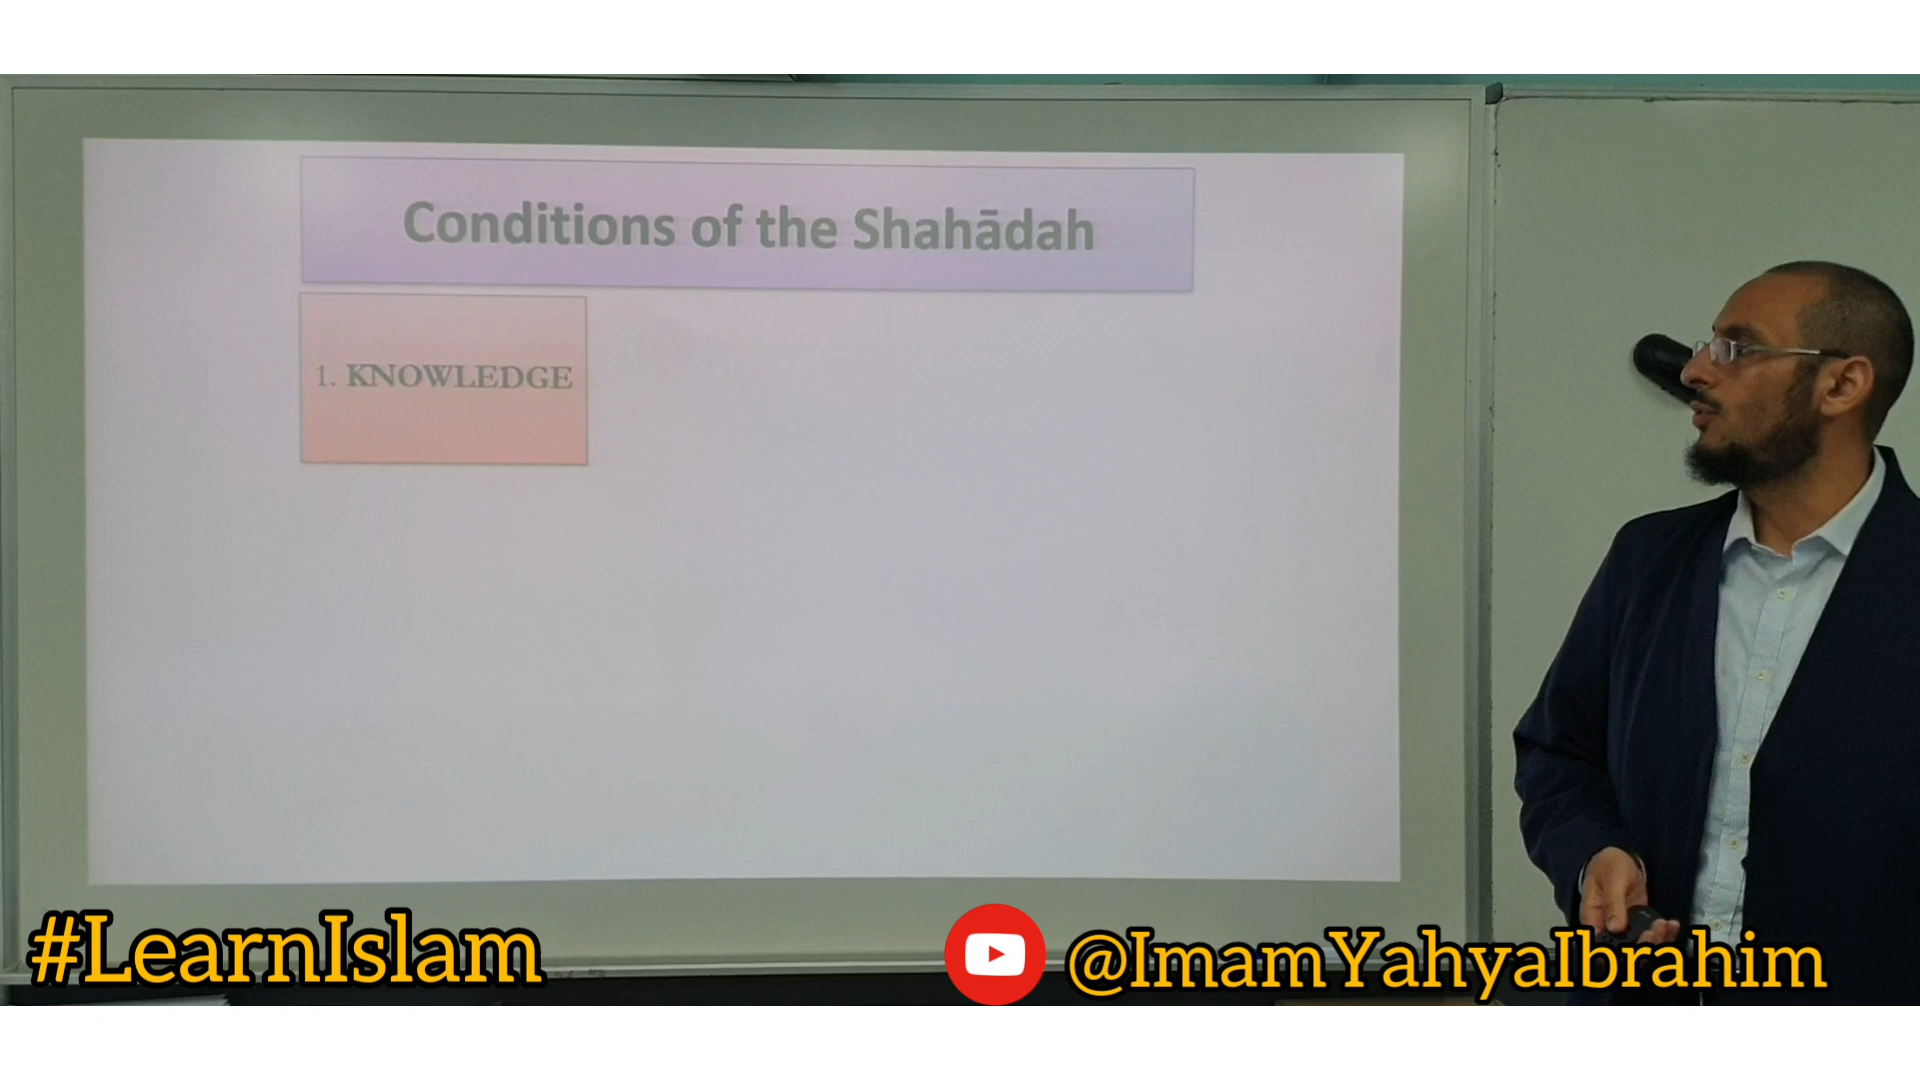 Conditions of the Shahādah
1. KNOWLEDGE
#LearnIslam
@ImamYahyaIbrahim